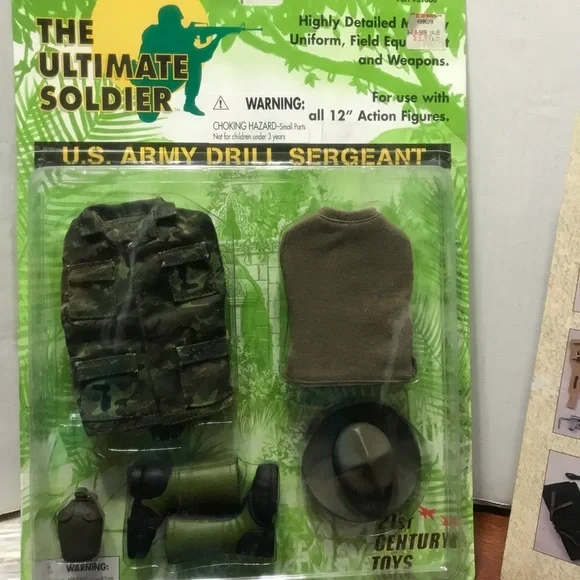 THE
ULTIMATE
SOLDIER
TM
Highly Detailed
Uniform, Field
and Weapons.
For use with
all 12" Action Figures.
WARNING:
CHOKING HAZARD-Small Parts
Not for children under 3 years
U.S. ARMY DRILL SERGEANT
21st
CENTURY
TOYS